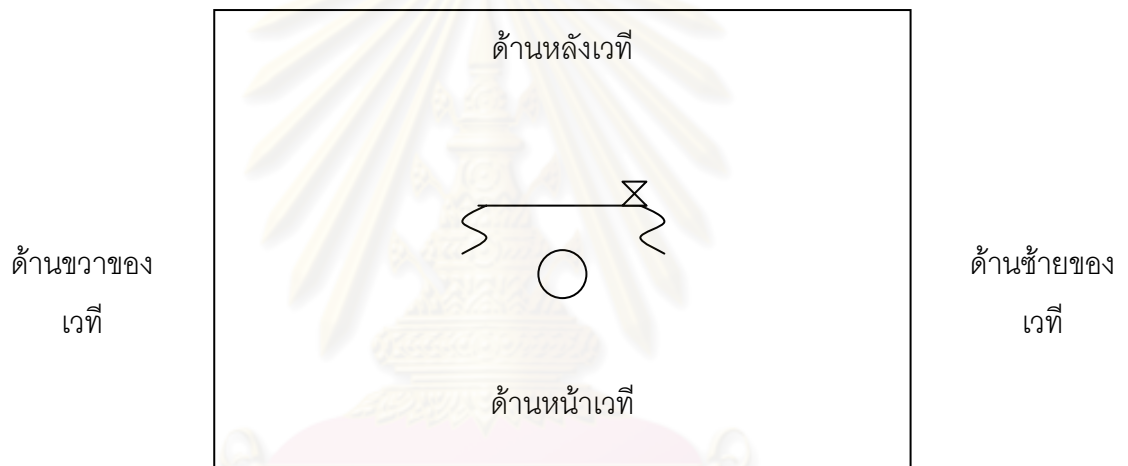 ด้านหลังเวที
ด้านขวาของ
เวที
ด้านซ้ายของ
เวที
ด้านหน้าเวที